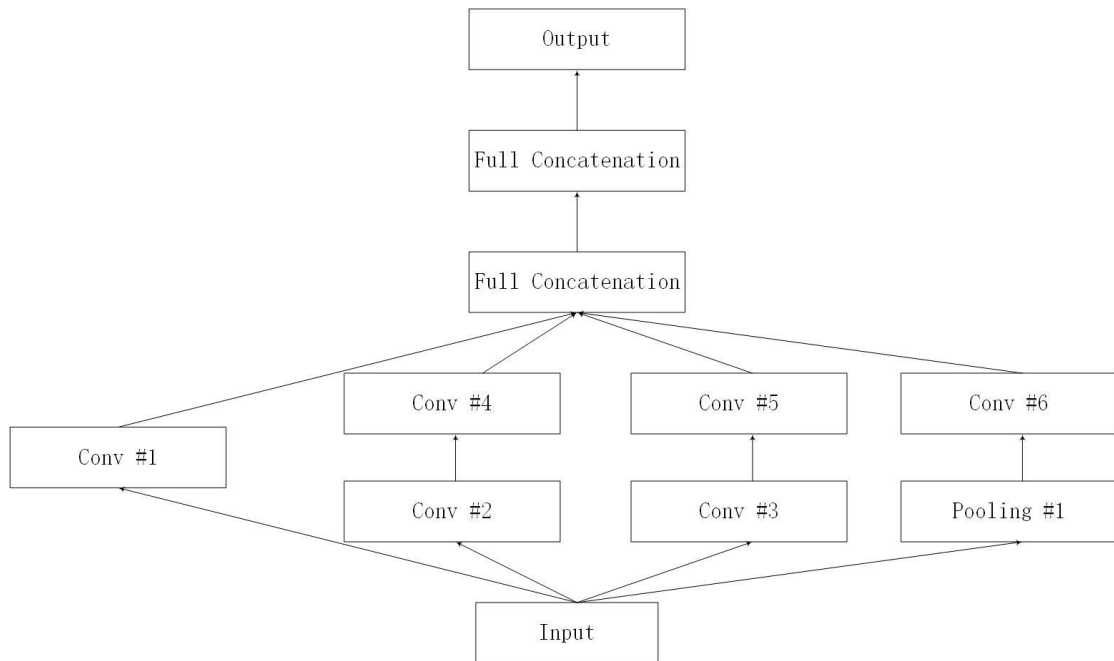 Output
Full Concatenation
Full Concatenation
Conv #4
Conv #5
Conv #6
Conv #1
Conv #2
Conv #3
Pooling #1
Input